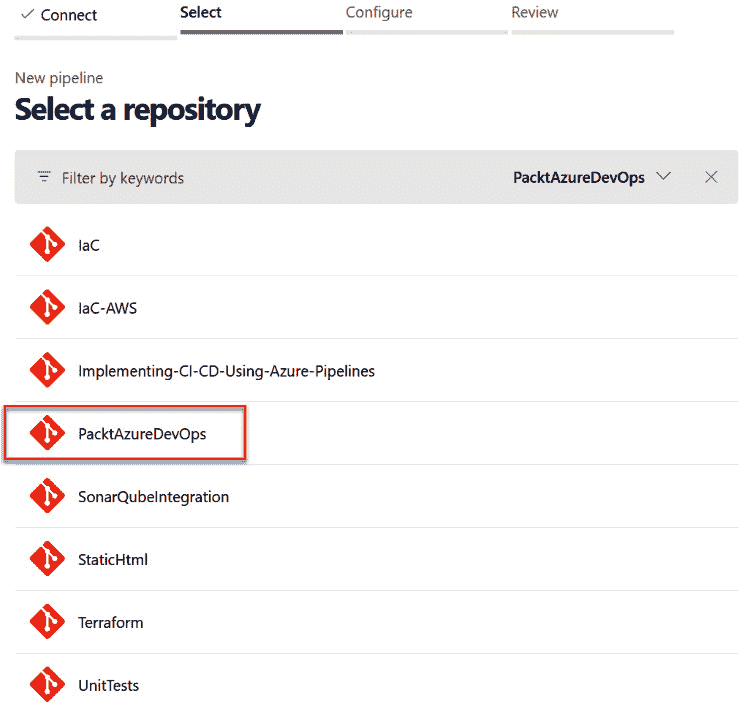 Connect
Select
Configure
Review
New pipeline
Select a repository
Filter by keywords
PacktAzureDevOps
IaC
IaC-AWS
Implementing-CI-CD-Using-Azure-Pipelines
PacktAzureDevOps
SonarQubeIntegration
StaticHtml
Terraform
UnitTests